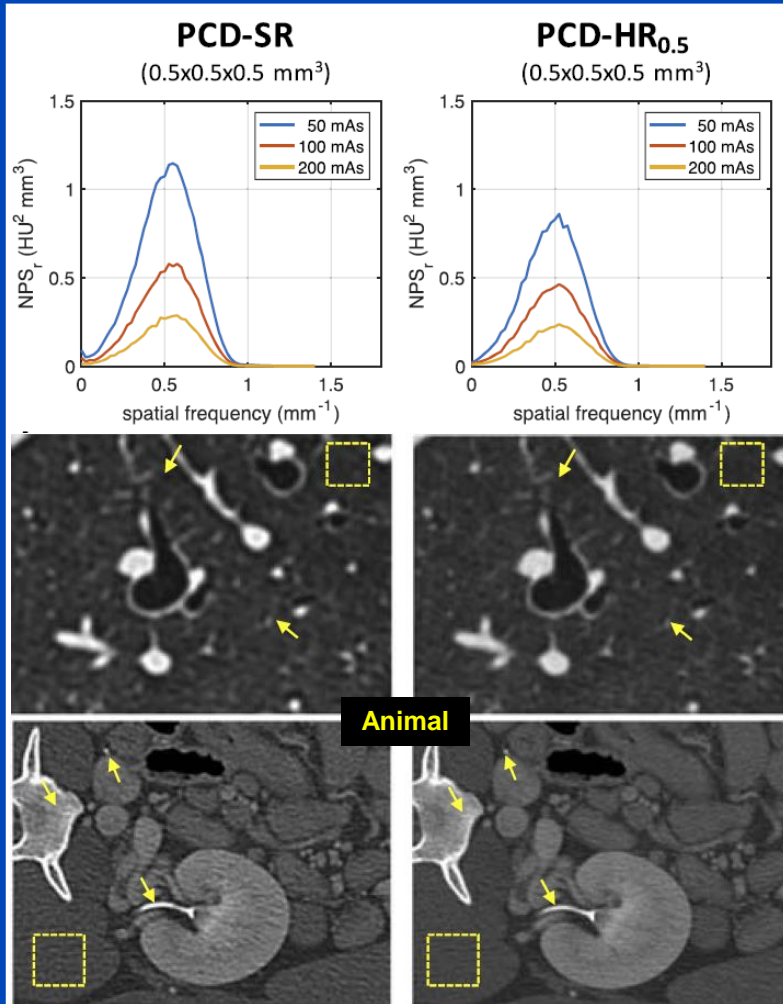 PCD-SR
(0.5x0.5x0.5 mm³)
1.5
1
0.5
0
0
0.5
1
1.5
NPSr (HU² mm³)
spatial frequency (mm⁻¹)
50 mAs
100 mAs
200 mAs
PCD-HR0.5
(0.5x0.5x0.5 mm³)
1.5
1
0.5
0
0
0.5
1
1.5
NPSr (HU² mm³)
spatial frequency (mm⁻¹)
50 mAs
100 mAs
200 mAs
Animal